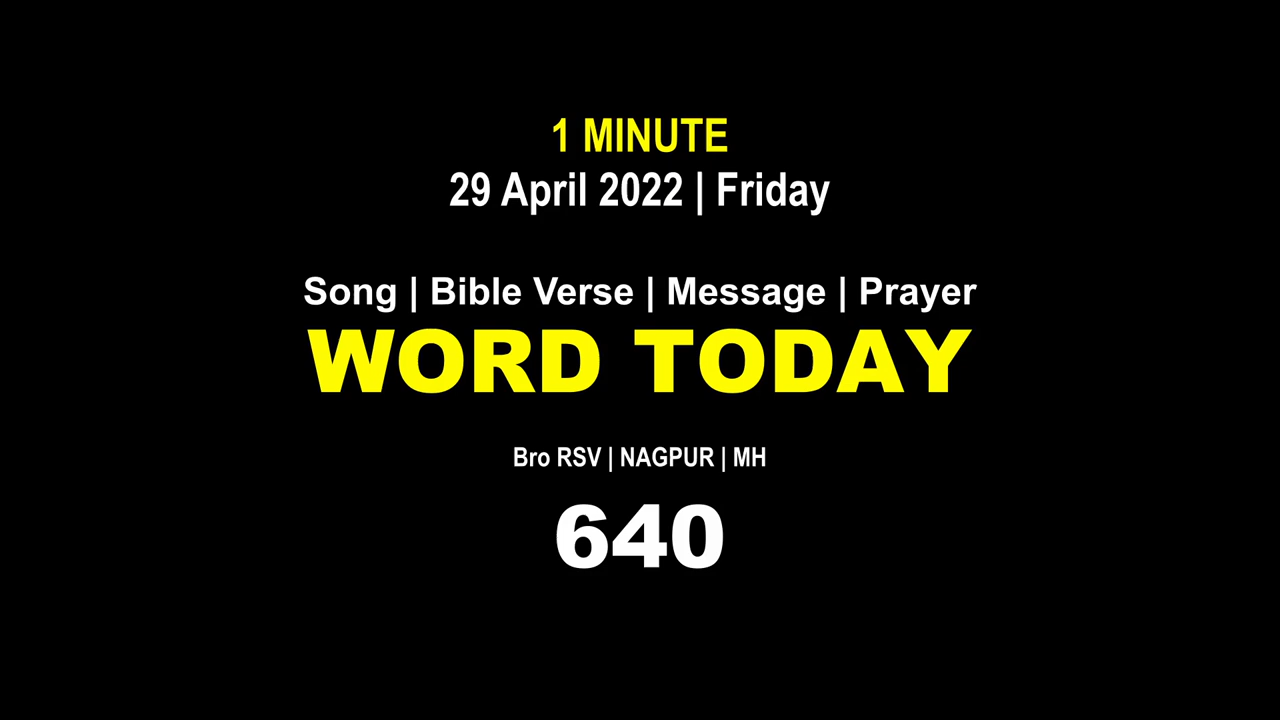 1 MINUTE
29 April 2022 | Friday
Song | Bible Verse | Message | Prayer
WORD TODAY
Bro RSV | NAGPUR | MH
640